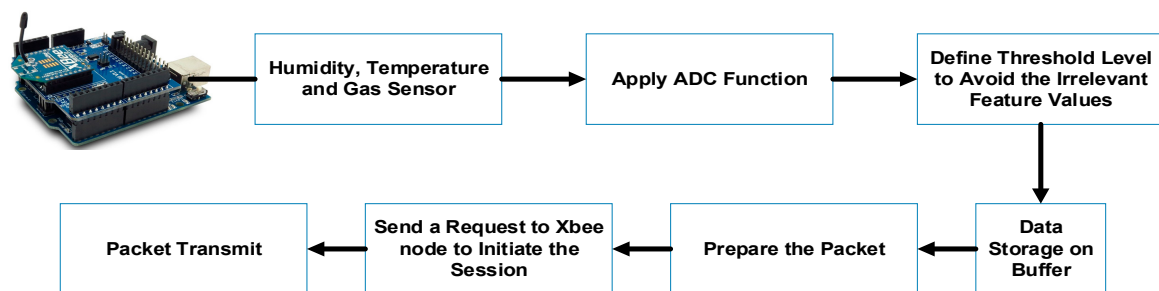 XBee
Humidity, Temperature
and Gas Sensor
Apply ADC Function
Define Threshold Level
to Avoid the Irrelevant
Feature Values
Packet Transmit
Send a Request to Xbee
node to Initiate the
Session
Prepare the Packet
Data
Storage on
Buffer